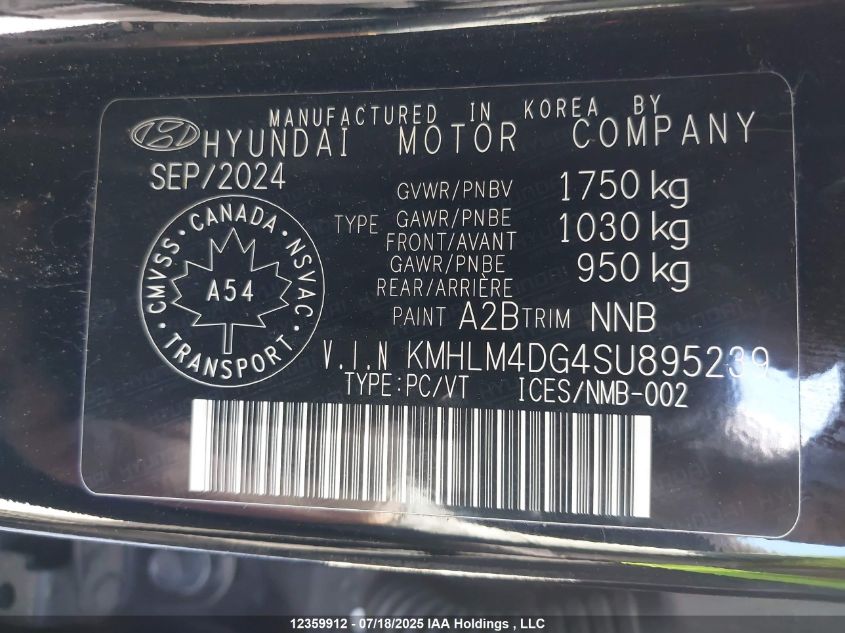 MANUFACTURED IN KOREA BY
HYUNDAI MOTOR COMPANY
SEP/2024
GVWR/PNBV 1750 kg
TYPE GAWR/PNBE FRONT/AVANT 1030 kg
GAWR/PNBE REAR/ARRIÈRE 950 kg
CMVSS · CANADA · NSVAC · TRANSPORT ·
A54
PAINT A2B TRIM NNB
V.I.N KMHLM4DG4SU895239
TYPE:PC/VT ICES/NMB-002
12359912 - 07/18/2025 IAA Holdings , LLC